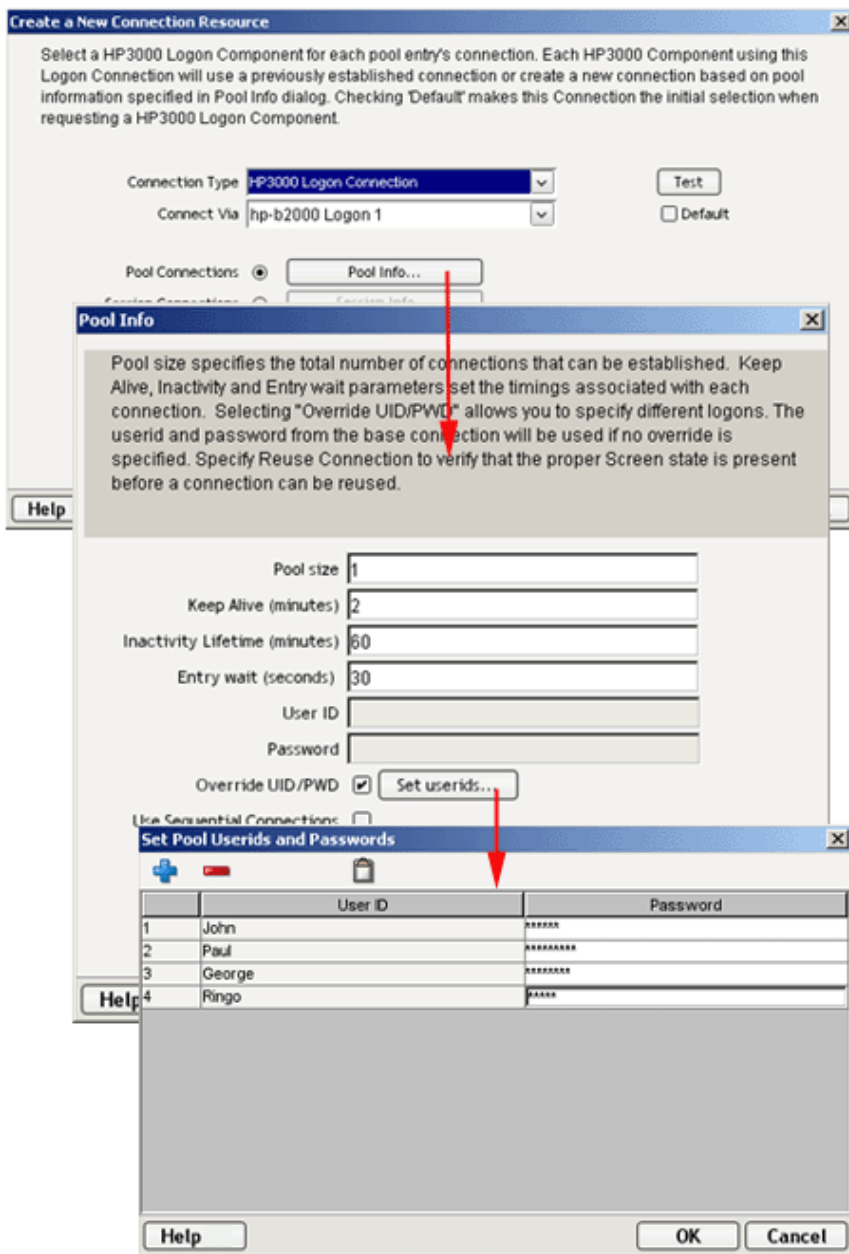 Create a New Connection Resource
Select a HP3000 Logon Component for each pool entry's connection. Each HP3000 Component using this
Logon Connection will use a previously established connection or create a new connection based on pool
information specified in Pool Info dialog. Checking 'Default' makes this Connection the initial selection when
requesting a HP3000 Logon Component.
Connection Type HP3000 Logon Connection Test
Connect Via hp-b2000 Logon 1 Default
Pool Connections Pool Info...
Session Connections Session Info
Pool Info
Pool size specifies the total number of connections that can be established. Keep
Alive, Inactivity and Entry wait parameters set the timings associated with each
connection. Selecting "Override UID/PWD" allows you to specify different logons. The
userid and password from the base connection will be used if no override is
specified. Specify Reuse Connection to verify that the proper Screen state is present
before a connection can be reused.
Help
Pool size 1
Keep Alive (minutes) 2
Inactivity Lifetime (minutes) 60
Entry wait (seconds) 30
User ID
Password
Override UID/PWD Set userids...
Use Sequential Connections
Set Pool Userids and Passwords
User ID Password
1 John ******
2 Paul *********
3 George ********
4 Ringo *****
Help
Help OK Cancel